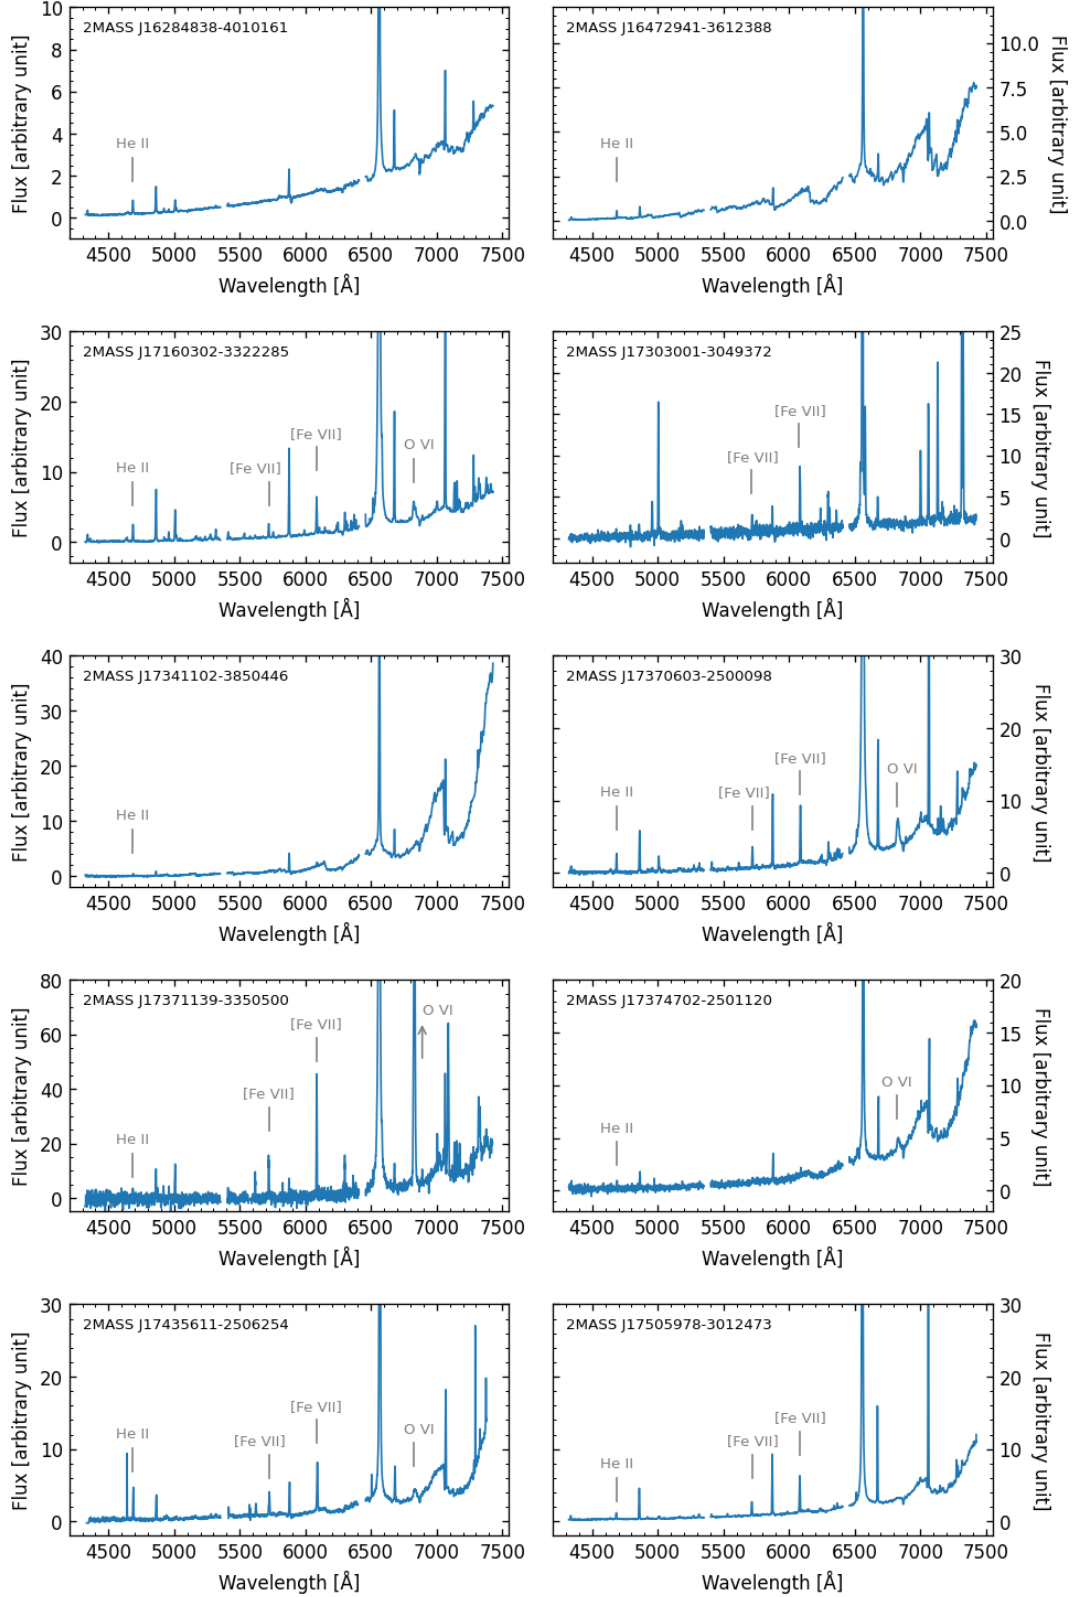 2MASS J16284838-4010161
He II
Flux [arbitrary unit]
0 2 4 6 8 10
4500 5000 5500 6000 6500 7000 7500
Wavelength [Å]
2MASS J16472941-3612388
He II
Flux [arbitrary unit]
0.0 2.5 5.0 7.5 10.0
4500 5000 5500 6000 6500 7000 7500
Wavelength [Å]
2MASS J17160302-3322285
He II
[Fe VII]
[Fe VII]
O VI
Flux [arbitrary unit]
0 10 20 30
4500 5000 5500 6000 6500 7000 7500
Wavelength [Å]
2MASS J17303001-3049372
[Fe VII]
[Fe VII]
Flux [arbitrary unit]
0 5 10 15 20 25
4500 5000 5500 6000 6500 7000 7500
Wavelength [Å]
2MASS J17341102-3850446
He II
Flux [arbitrary unit]
0 10 20 30 40
4500 5000 5500 6000 6500 7000 7500
Wavelength [Å]
2MASS J17370603-2500098
He II
[Fe VII]
[Fe VII]
O VI
Flux [arbitrary unit]
0 10 20 30
4500 5000 5500 6000 6500 7000 7500
Wavelength [Å]
2MASS J17371139-3350500
He II
[Fe VII]
[Fe VII]
O VI
Flux [arbitrary unit]
0 20 40 60 80
4500 5000 5500 6000 6500 7000 7500
Wavelength [Å]
2MASS J17374702-2501120
He II
O VI
Flux [arbitrary unit]
0 5 10 15 20
4500 5000 5500 6000 6500 7000 7500
Wavelength [Å]
2MASS J17435611-2506254
He II
[Fe VII]
[Fe VII]
O VI
Flux [arbitrary unit]
0 10 20 30
4500 5000 5500 6000 6500 7000 7500
Wavelength [Å]
2MASS J17505978-3012473
He II
[Fe VII]
[Fe VII]
Flux [arbitrary unit]
0 10 20 30
4500 5000 5500 6000 6500 7000 7500
Wavelength [Å]